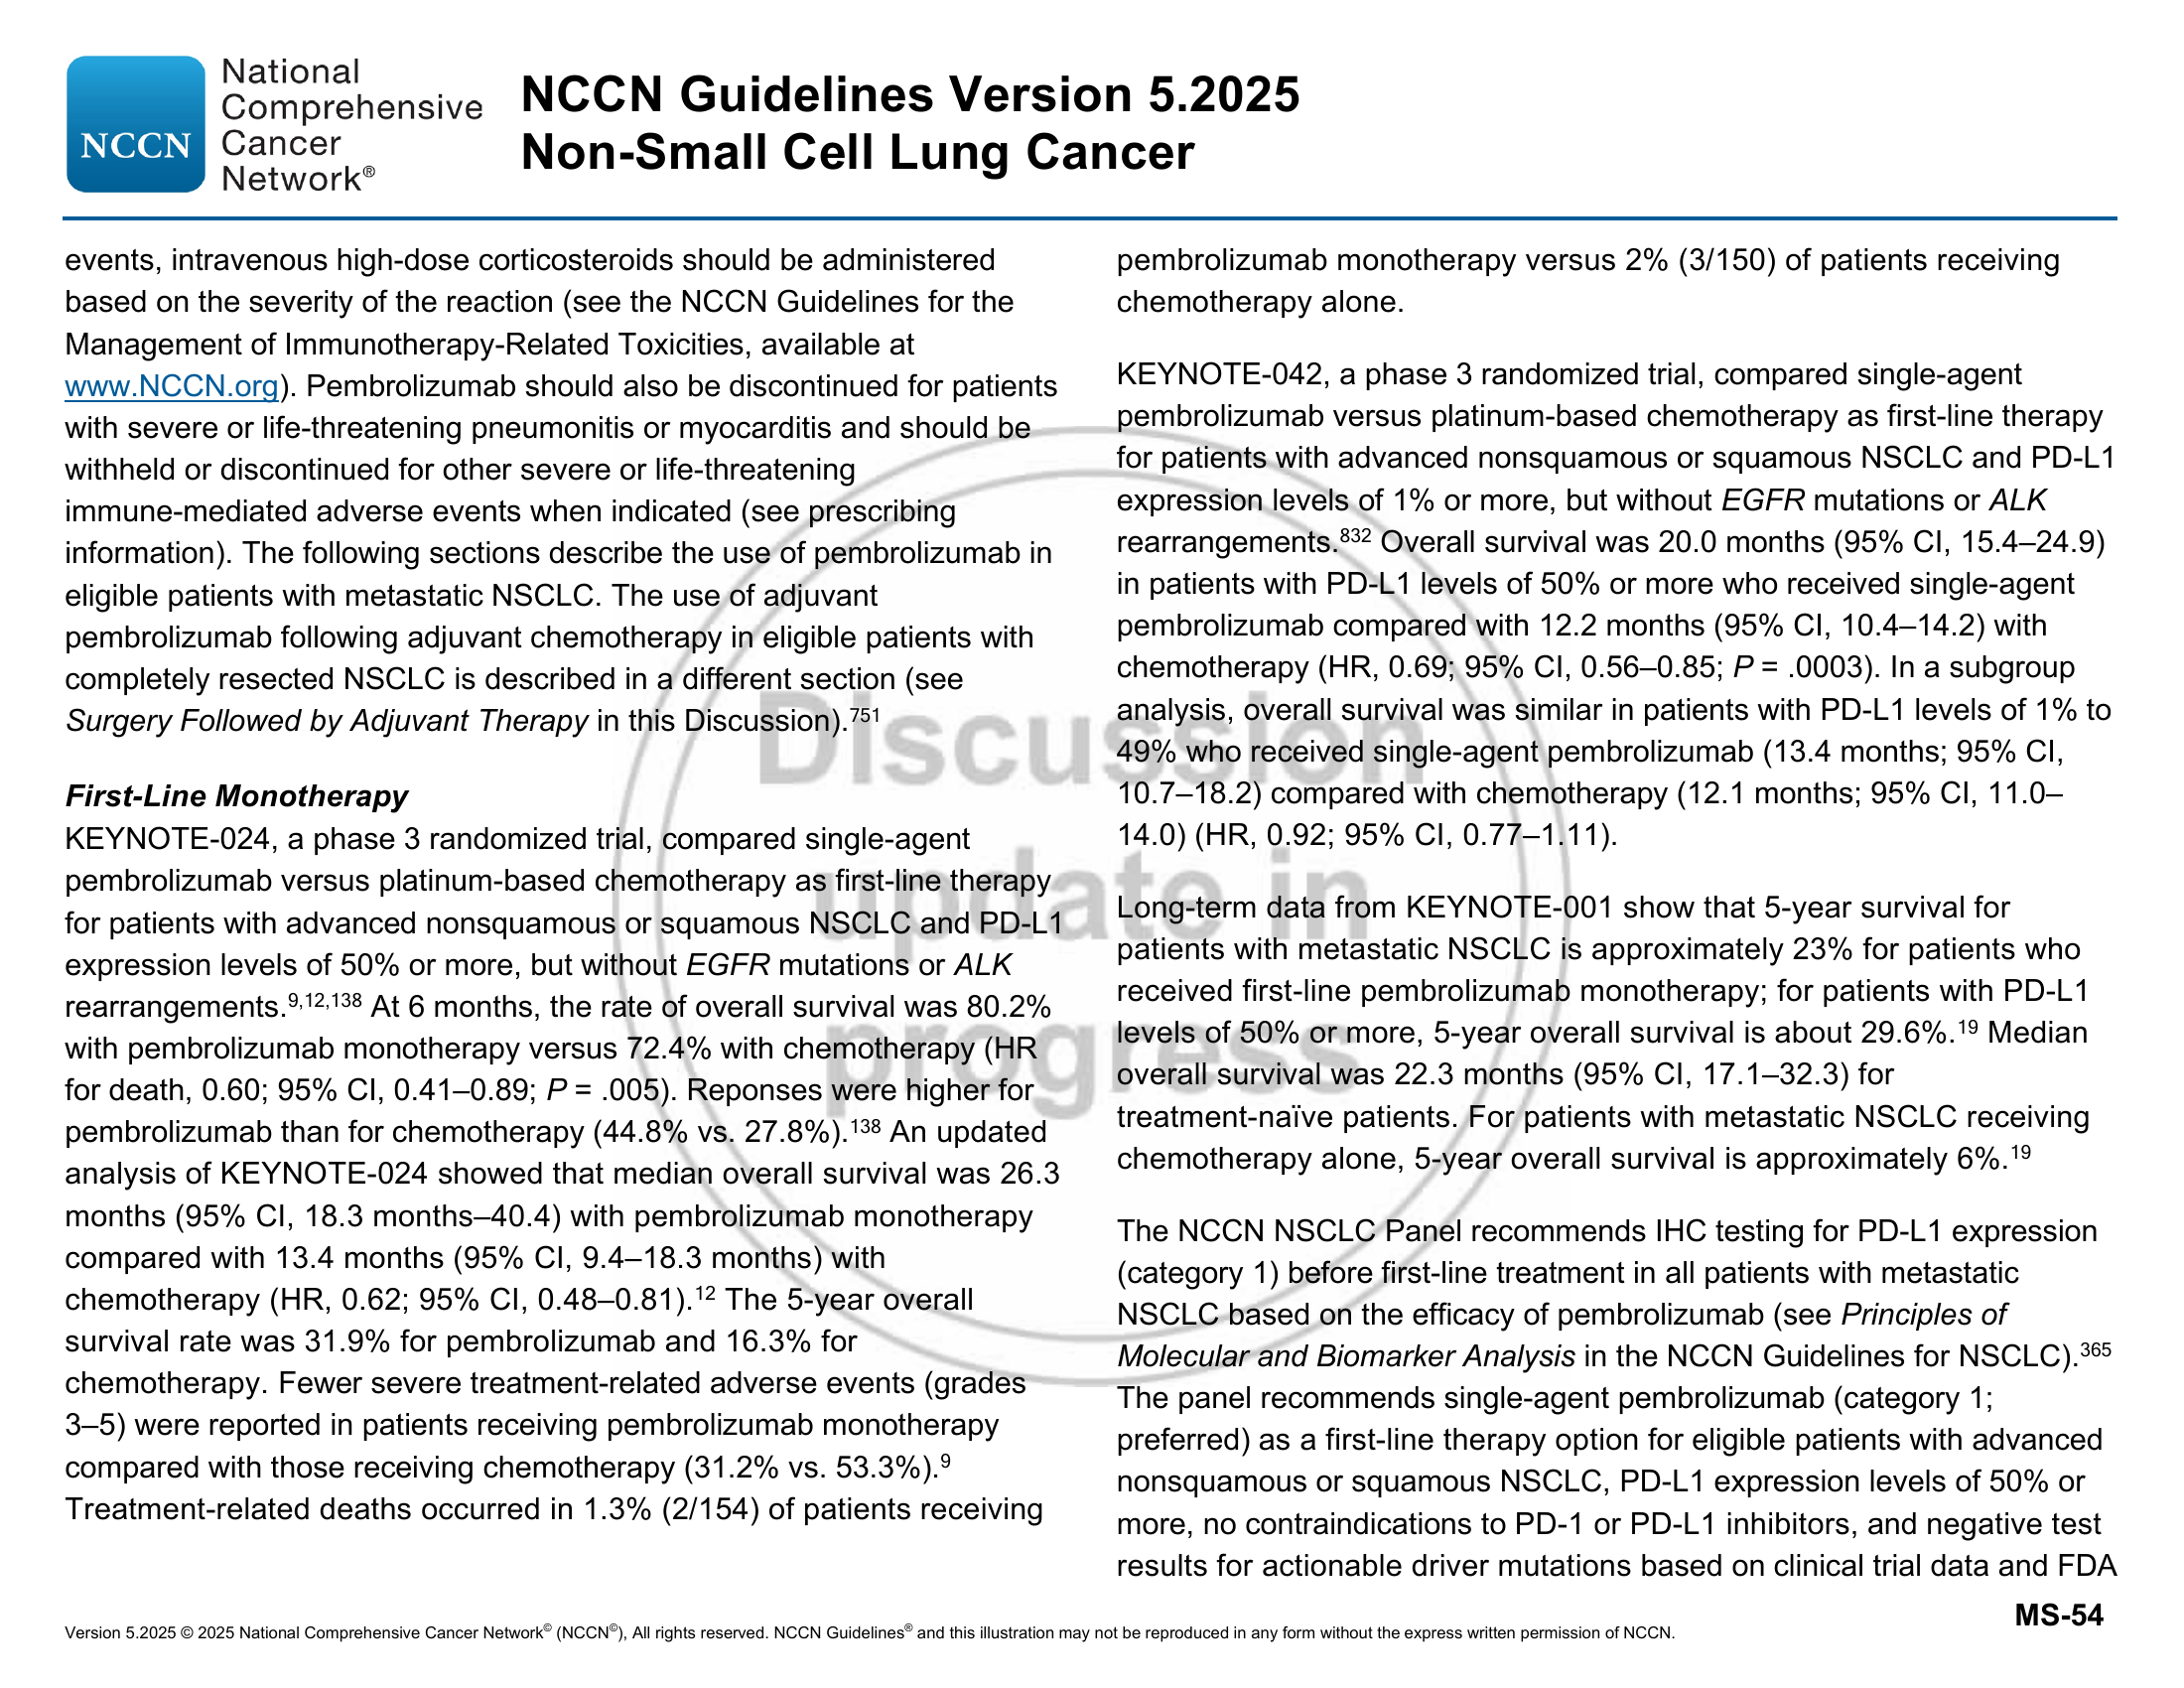 National
Comprehensive
Cancer
Network®
NCCN
NCCN Guidelines Version 5.2025
Non-Small Cell Lung Cancer
events, intravenous high-dose corticosteroids should be administered
based on the severity of the reaction (see the NCCN Guidelines for the
Management of Immunotherapy-Related Toxicities, available at
www.NCCN.org). Pembrolizumab should also be discontinued for patients
with severe or life-threatening pneumonitis or myocarditis and should be
withheld or discontinued for other severe or life-threatening
immune-mediated adverse events when indicated (see prescribing
information). The following sections describe the use of pembrolizumab in
eligible patients with metastatic NSCLC. The use of adjuvant
pembrolizumab following adjuvant chemotherapy in eligible patients with
completely resected NSCLC is described in a different section (see
Surgery Followed by Adjuvant Therapy in this Discussion).751
First-Line Monotherapy
KEYNOTE-024, a phase 3 randomized trial, compared single-agent
pembrolizumab versus platinum-based chemotherapy as first-line therapy
for patients with advanced nonsquamous or squamous NSCLC and PD-L1
expression levels of 50% or more, but without EGFR mutations or ALK
rearrangements.9,12,138 At 6 months, the rate of overall survival was 80.2%
with pembrolizumab monotherapy versus 72.4% with chemotherapy (HR
for death, 0.60; 95% CI, 0.41–0.89; P = .005). Reponses were higher for
pembrolizumab than for chemotherapy (44.8% vs. 27.8%).138 An updated
analysis of KEYNOTE-024 showed that median overall survival was 26.3
months (95% CI, 18.3 months–40.4) with pembrolizumab monotherapy
compared with 13.4 months (95% CI, 9.4–18.3 months) with
chemotherapy (HR, 0.62; 95% CI, 0.48–0.81).12 The 5-year overall
survival rate was 31.9% for pembrolizumab and 16.3% for
chemotherapy. Fewer severe treatment-related adverse events (grades
3–5) were reported in patients receiving pembrolizumab monotherapy
compared with those receiving chemotherapy (31.2% vs. 53.3%).9
Treatment-related deaths occurred in 1.3% (2/154) of patients receiving
pembrolizumab monotherapy versus 2% (3/150) of patients receiving
chemotherapy alone.
KEYNOTE-042, a phase 3 randomized trial, compared single-agent
pembrolizumab versus platinum-based chemotherapy as first-line therapy
for patients with advanced nonsquamous or squamous NSCLC and PD-L1
expression levels of 1% or more, but without EGFR mutations or ALK
rearrangements.832 Overall survival was 20.0 months (95% CI, 15.4–24.9)
in patients with PD-L1 levels of 50% or more who received single-agent
pembrolizumab compared with 12.2 months (95% CI, 10.4–14.2) with
chemotherapy (HR, 0.69; 95% CI, 0.56–0.85; P = .0003). In a subgroup
analysis, overall survival was similar in patients with PD-L1 levels of 1% to
49% who received single-agent pembrolizumab (13.4 months; 95% CI,
10.7–18.2) compared with chemotherapy (12.1 months; 95% CI, 11.0–
14.0) (HR, 0.92; 95% CI, 0.77–1.11).
Long-term data from KEYNOTE-001 show that 5-year survival for
patients with metastatic NSCLC is approximately 23% for patients who
received first-line pembrolizumab monotherapy; for patients with PD-L1
levels of 50% or more, 5-year overall survival is about 29.6%.19 Median
overall survival was 22.3 months (95% CI, 17.1–32.3) for
treatment-naïve patients. For patients with metastatic NSCLC receiving
chemotherapy alone, 5-year overall survival is approximately 6%.19
The NCCN NSCLC Panel recommends IHC testing for PD-L1 expression
(category 1) before first-line treatment in all patients with metastatic
NSCLC based on the efficacy of pembrolizumab (see Principles of
Molecular and Biomarker Analysis in the NCCN Guidelines for NSCLC).365
The panel recommends single-agent pembrolizumab (category 1;
preferred) as a first-line therapy option for eligible patients with advanced
nonsquamous or squamous NSCLC, PD-L1 expression levels of 50% or
more, no contraindications to PD-1 or PD-L1 inhibitors, and negative test
results for actionable driver mutations based on clinical trial data and FDA
Discussion
update in
progress
MS-54
Version 5.2025 © 2025 National Comprehensive Cancer Network© (NCCN©), All rights reserved. NCCN Guidelines® and this illustration may not be reproduced in any form without the express written permission of NCCN.